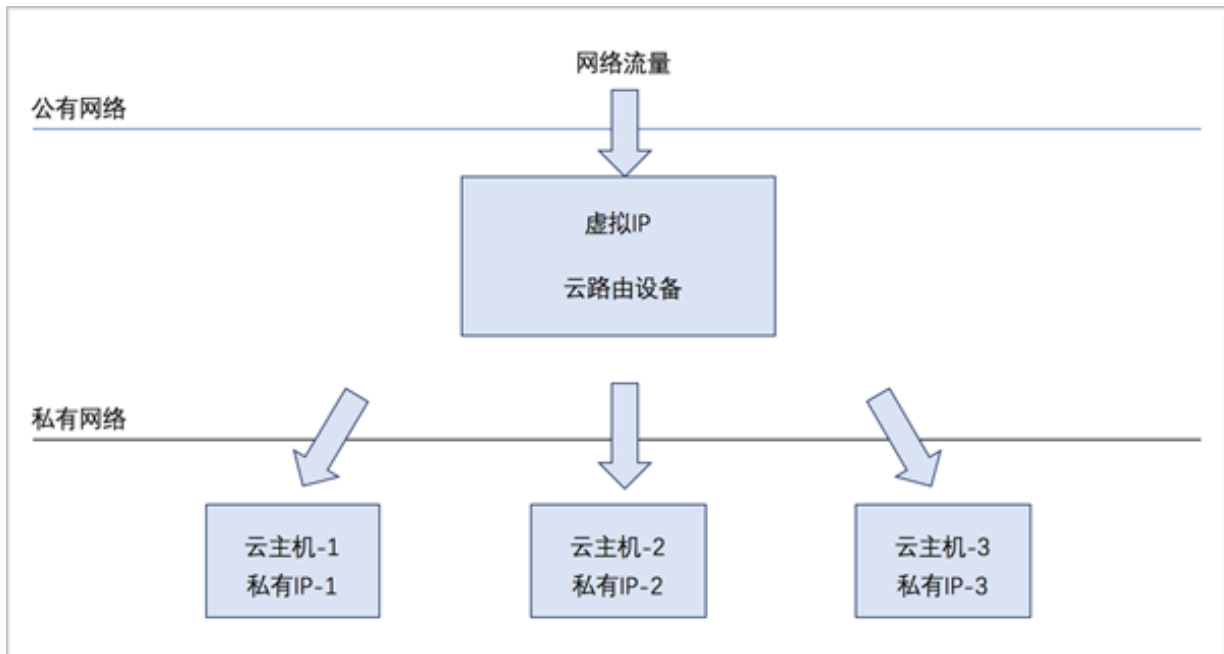 网络流量
公有网络
虚拟IP
云路由设备
私有网络
云主机-1
私有IP-1
云主机-2
私有IP-2
云主机-3
私有IP-3